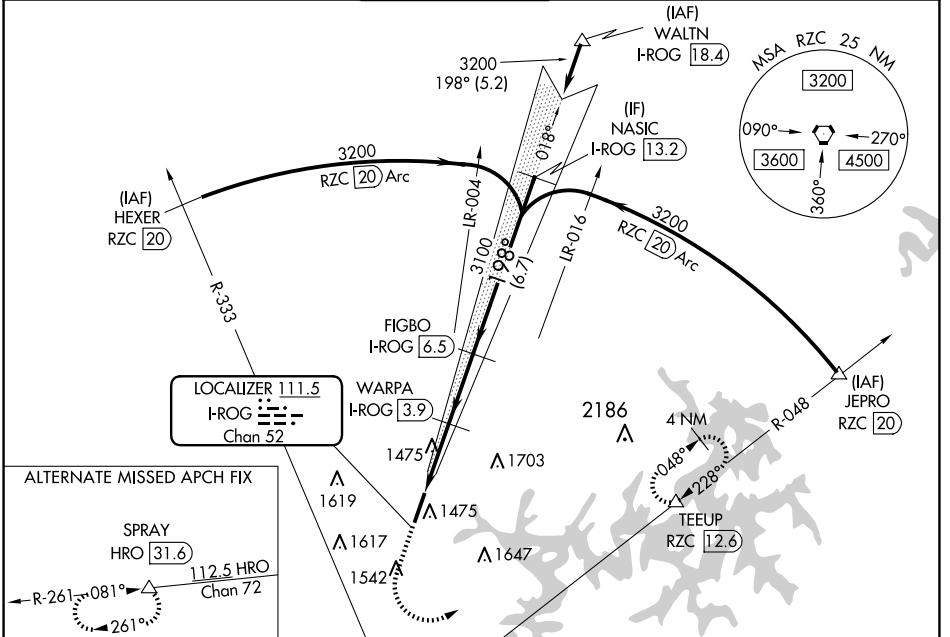 (IAF)
WALTN
I-ROG 18.4
3200
198° (5.2)
MSA RZC 25 NM
3200
090°
270°
3600
4500
360°
(IF)
NASIC
I-ROG 13.2
018°
3200
RZC 20 Arc
LR-004
(IAF)
HEXER
RZC 20
LR-016
3200
RZC 20 Arc
3100
198°
(6.7)
R-333
FIGBO
I-ROG 6.5
LOCALIZER 111.5
I-ROG
Chan 52
WARPA
I-ROG 3.9
(IAF)
JEPRO
RZC 20
R-048
2186
4 NM
048°
228°
1475
1703
1619
1475
TEEUP
RZC 12.6
1617
1647
1542
ALTERNATE MISSED APCH FIX
SPRAY
HRO 31.6
112.5 HRO
Chan 72
R-261
081°
261°